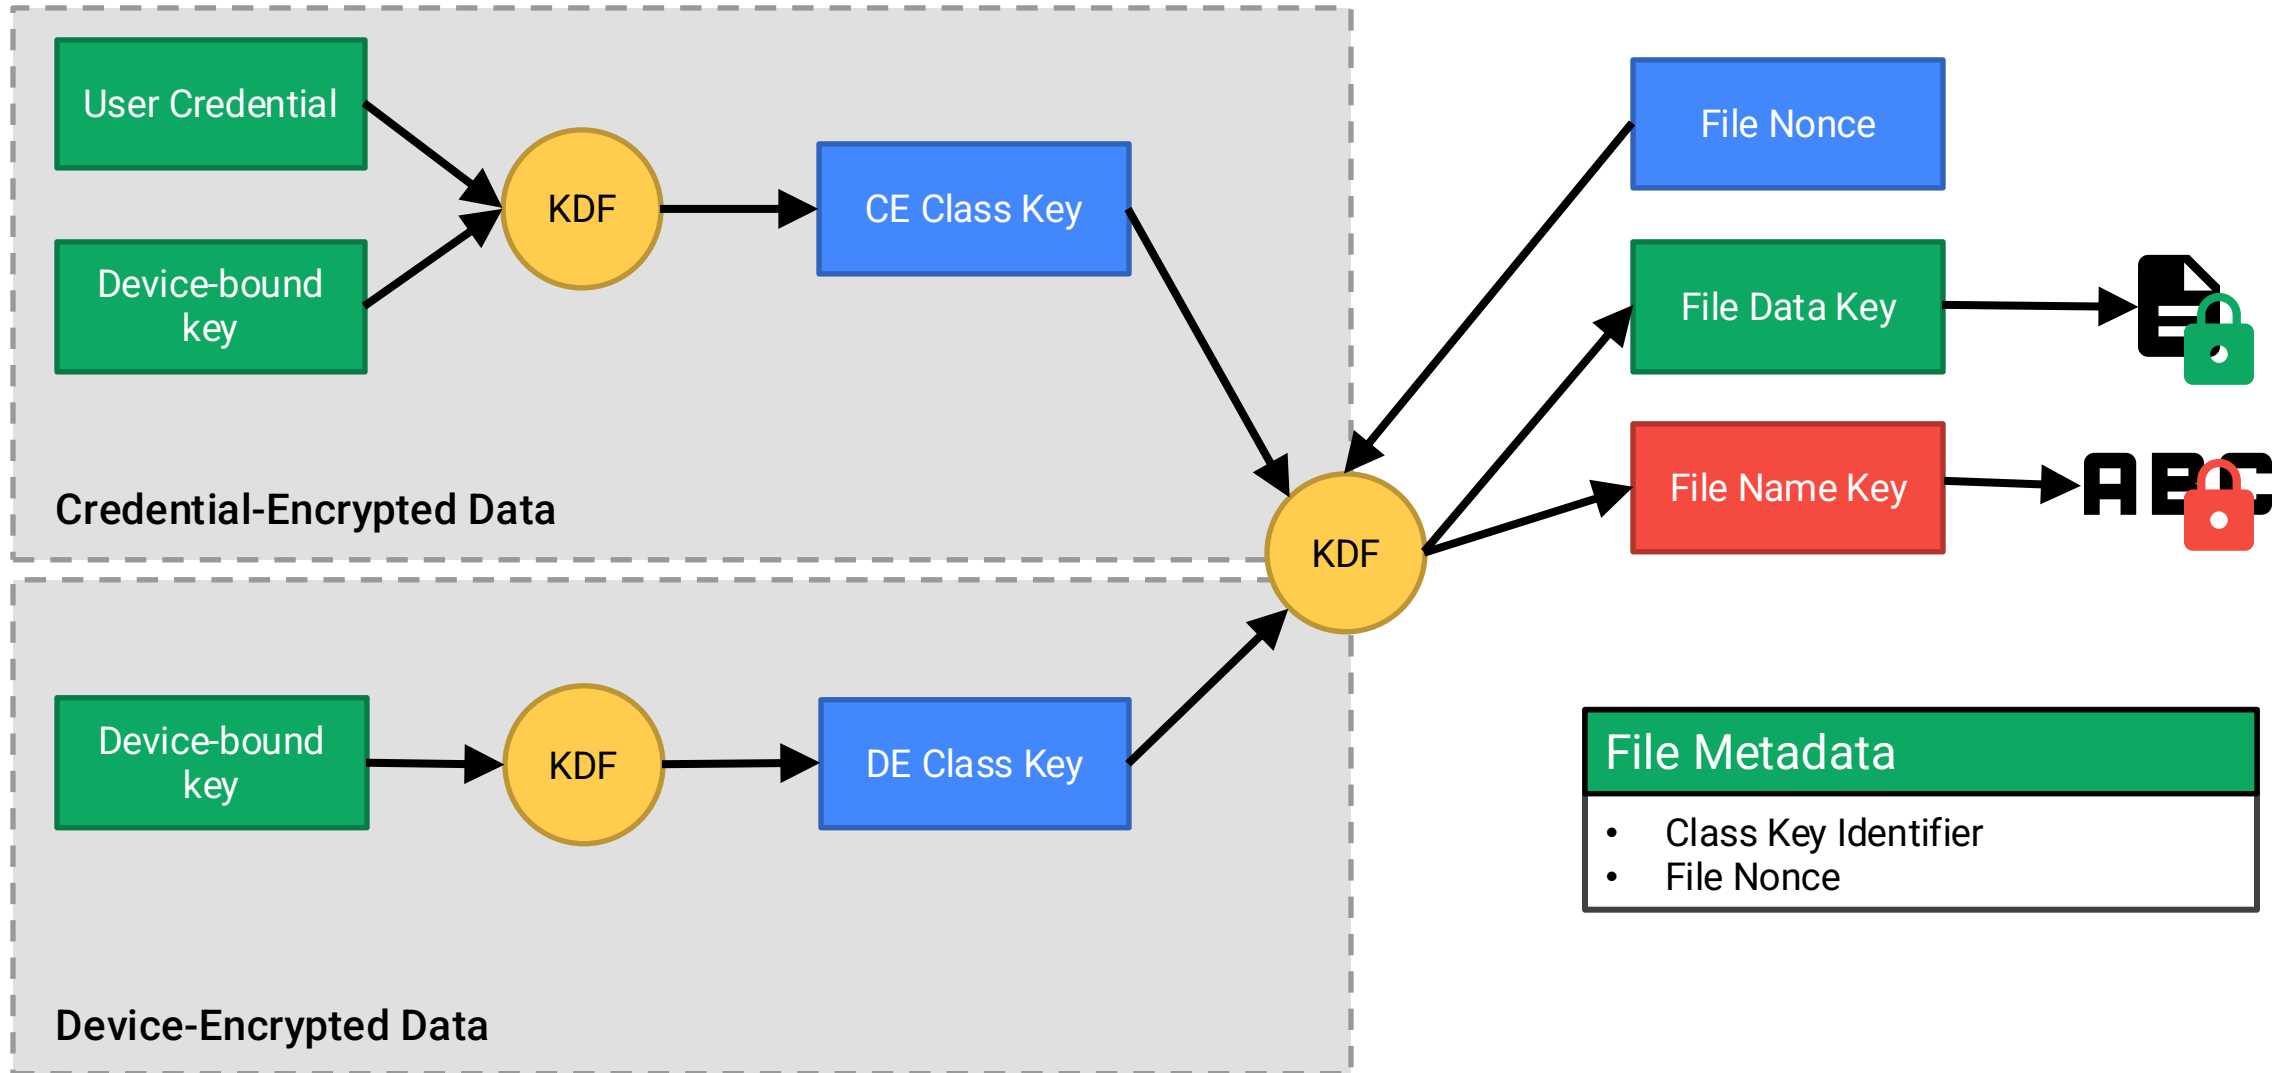 User Credential
Device-bound
key
KDF
CE Class Key
Credential-Encrypted Data
Device-bound
key
KDF
DE Class Key
Device-Encrypted Data
KDF
File Nonce
File Data Key
File Name Key
ABC
File Metadata
• Class Key Identifier
• File Nonce